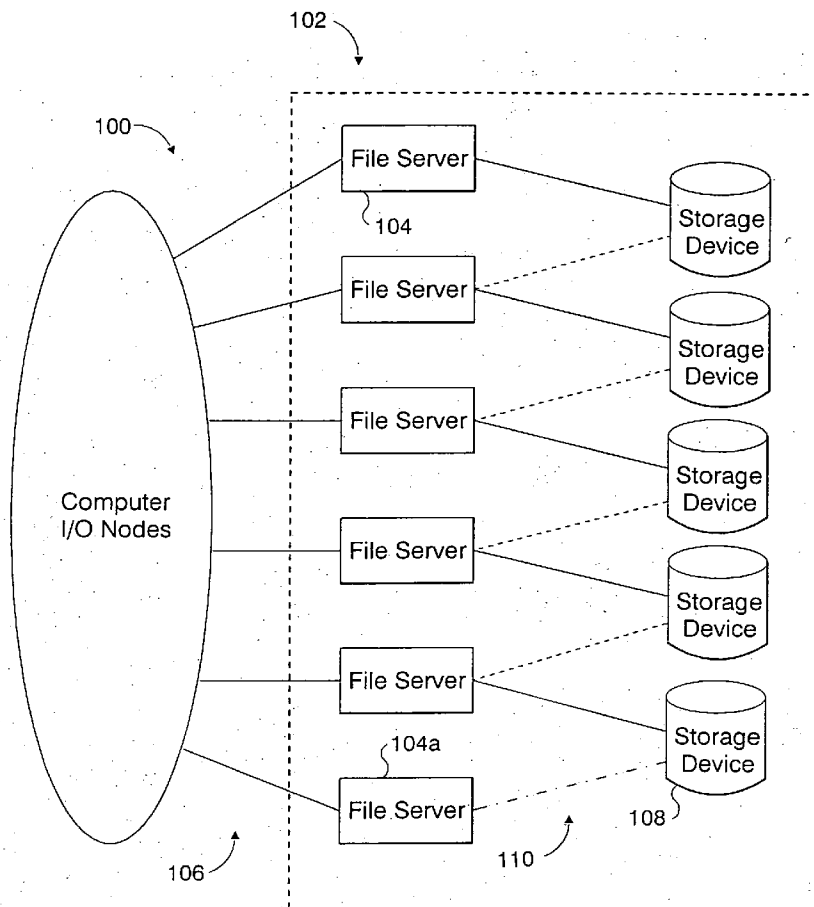 102
100
File Server
104
Storage
Device
File Server
Storage
Device
File Server
Storage
Device
Computer
I/O Nodes
File Server
Storage
Device
File Server
104a
Storage
Device
File Server
108
106
110